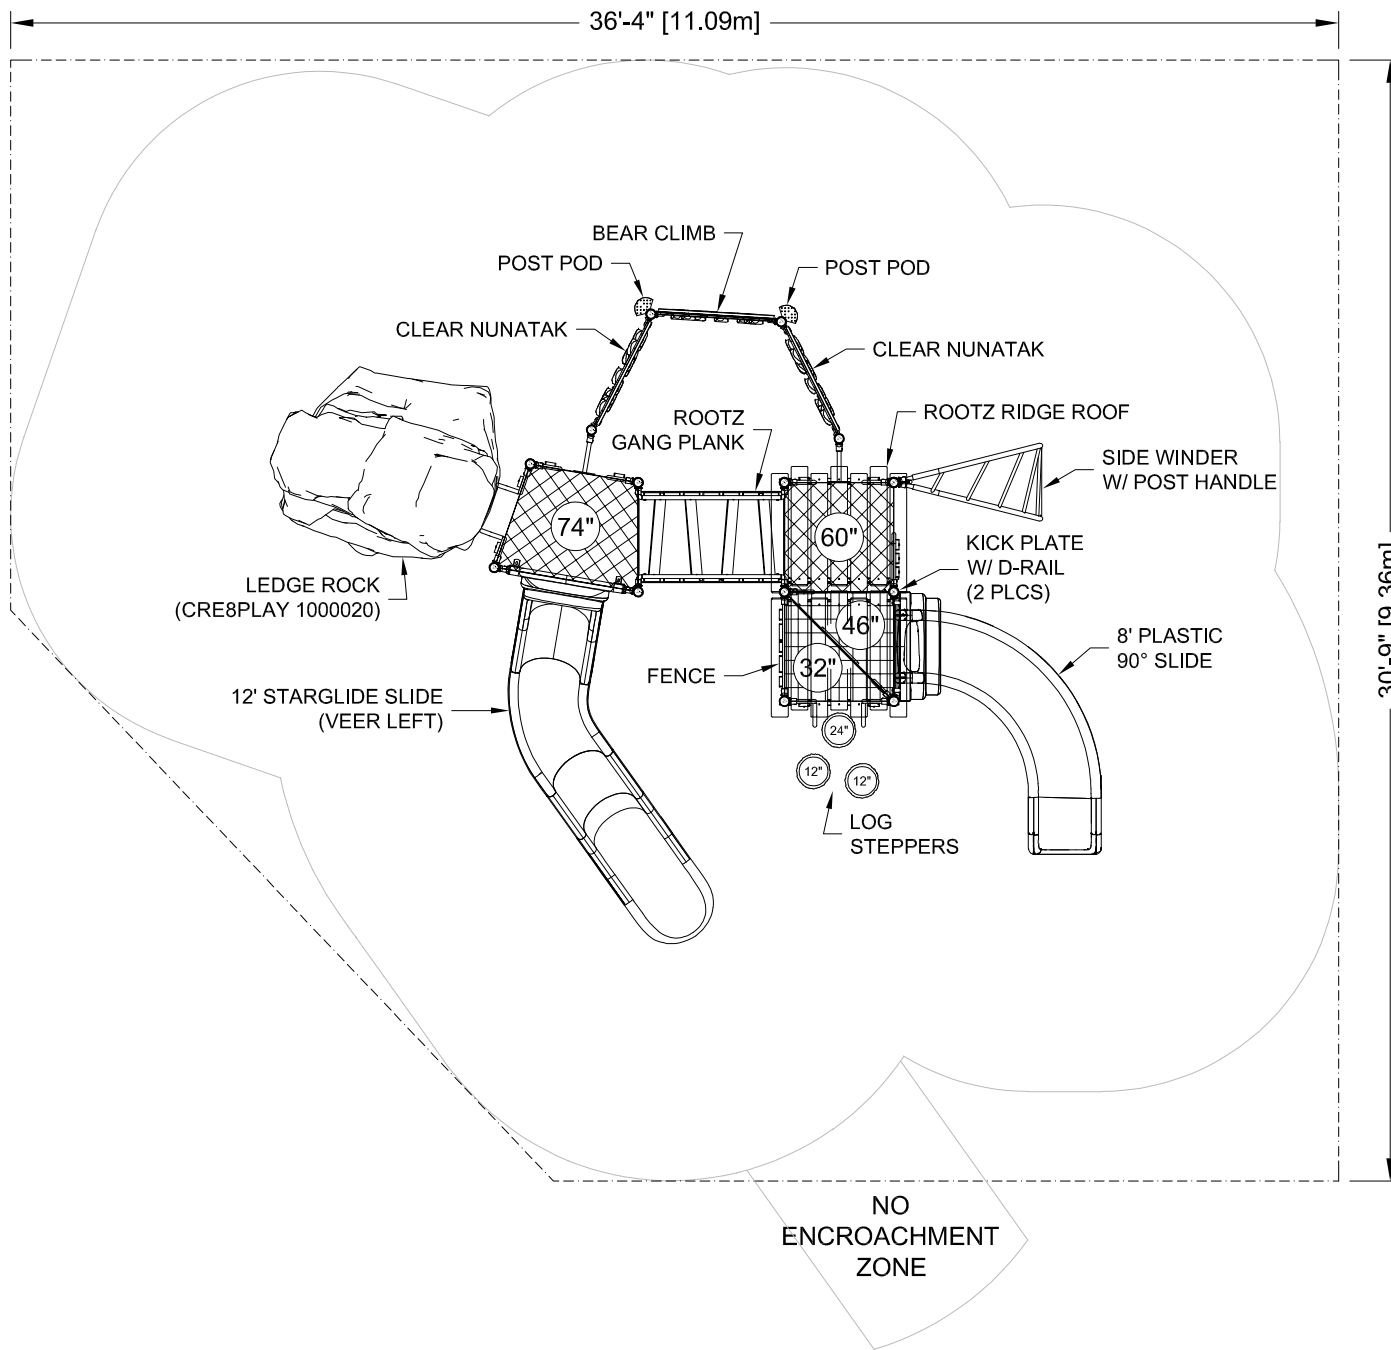 36'-4" [11.09m]
BEAR CLIMB
POST POD
POST POD
CLEAR NUNATAK
CLEAR NUNATAK
ROOTZ
GANG PLANK
ROOTZ RIDGE ROOF
SIDE WINDER
W/ POST HANDLE
74"
60"
KICK PLATE
W/ D-RAIL
(2 PLCS)
LEDGE ROCK
(CRE8PLAY 1000020)
46"
32"
8' PLASTIC
90° SLIDE
30'-9" [9.36m]
FENCE
12' STARGLIDE SLIDE
(VEER LEFT)
24"
12"
12"
LOG
STEPPERS
NO
ENCROACHMENT
ZONE